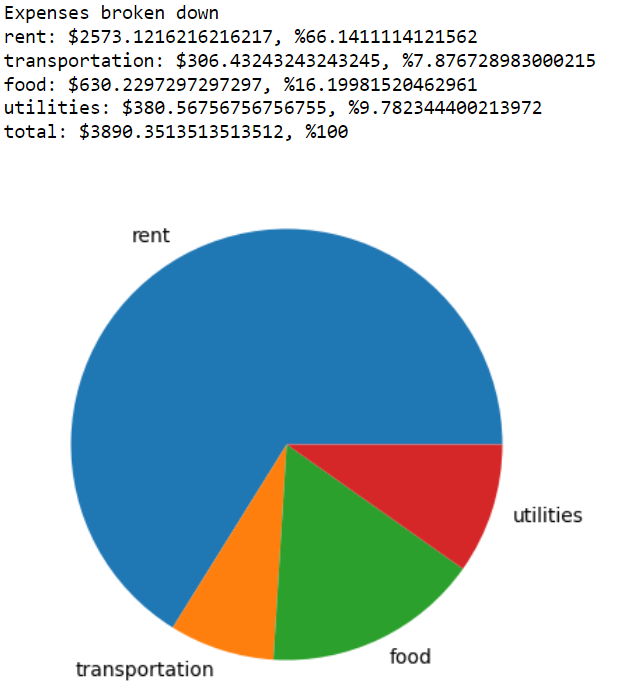 Expenses broken down
rent: $2573.1216216216217, %66.1411114121562
transportation: $306.43243243243245, %7.876728983000215
food: $630.2297297297297, %16.19981520462961
utilities: $380.56756756756755, %9.782344400213972
total: $3890.3513513513512, %100
rent
utilities
food
transportation